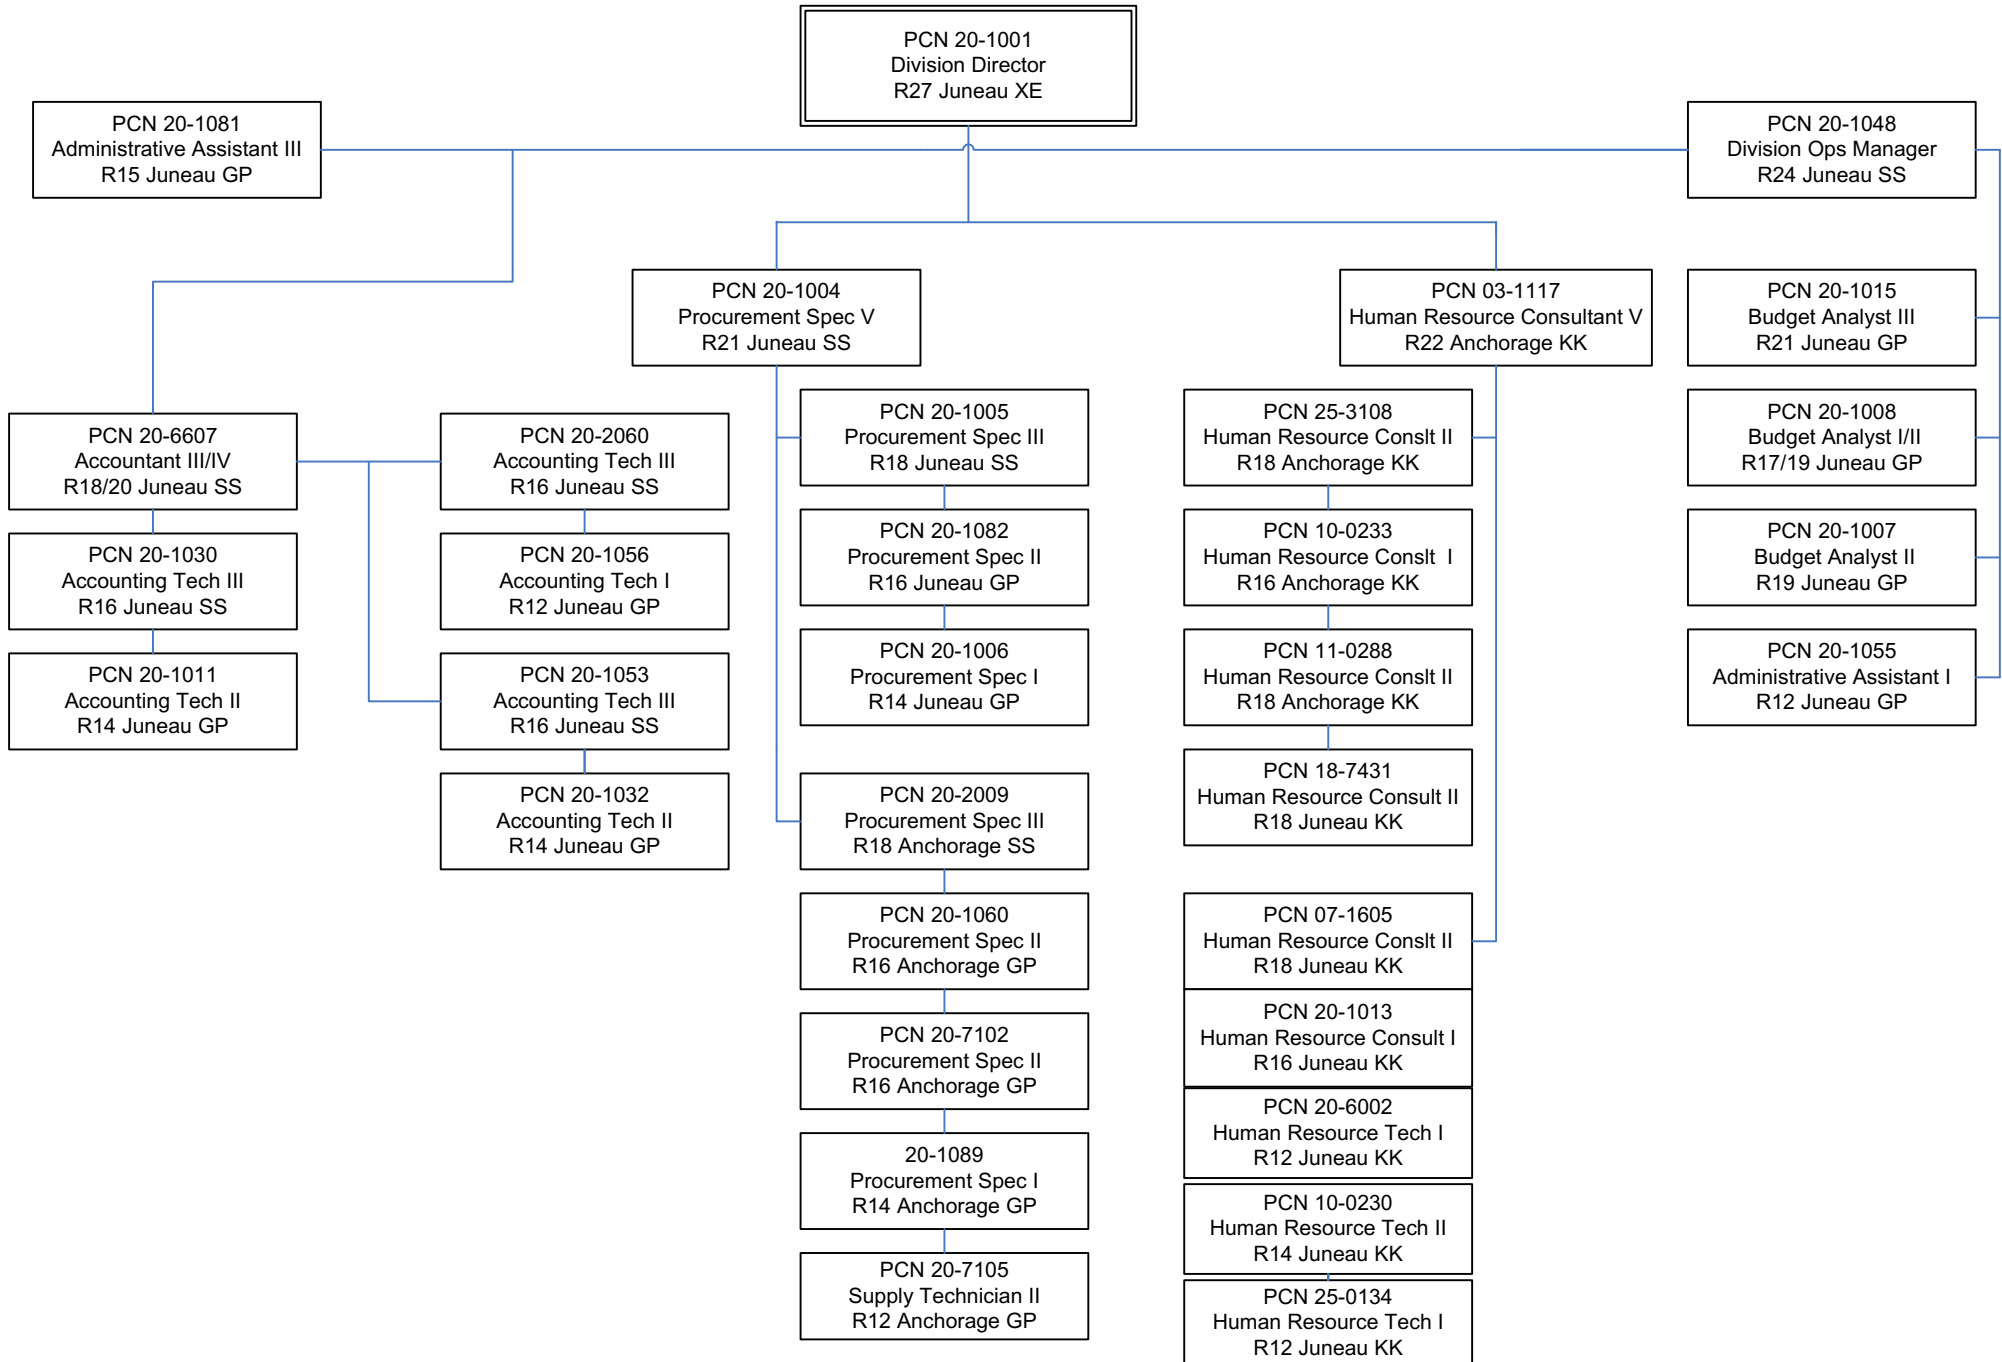 PCN 20-1001
Division Director
R27 Juneau XE
PCN 20-1081
Administrative Assistant III
R15 Juneau GP
PCN 20-1048
Division Ops Manager
R24 Juneau SS
PCN 20-1004
Procurement Spec V
R21 Juneau SS
PCN 03-1117
Human Resource Consultant V
R22 Anchorage KK
PCN 20-1015
Budget Analyst III
R21 Juneau GP
PCN 20-6607
Accountant III/IV
R18/20 Juneau SS
PCN 20-2060
Accounting Tech III
R16 Juneau SS
PCN 20-1005
Procurement Spec III
R18 Juneau SS
PCN 25-3108
Human Resource Conslt II
R18 Anchorage KK
PCN 20-1008
Budget Analyst I/II
R17/19 Juneau GP
PCN 20-1030
Accounting Tech III
R16 Juneau SS
PCN 20-1056
Accounting Tech I
R12 Juneau GP
PCN 20-1082
Procurement Spec II
R16 Juneau GP
PCN 10-0233
Human Resource Conslt  I
R16 Anchorage KK
PCN 20-1007
Budget Analyst II
R19 Juneau GP
PCN 20-1011
Accounting Tech II
R14 Juneau GP
PCN 20-1053
Accounting Tech III
R16 Juneau SS
PCN 20-1006
Procurement Spec I
R14 Juneau GP
PCN 11-0288
Human Resource Conslt II
R18 Anchorage KK
PCN 20-1055
Administrative Assistant I
R12 Juneau GP
PCN 20-1032
Accounting Tech II
R14 Juneau GP
PCN 20-2009
Procurement Spec III
R18 Anchorage SS
PCN 18-7431
Human Resource Consult II
R18 Juneau KK
PCN 20-1060
Procurement Spec II
R16 Anchorage GP
PCN 07-1605
Human Resource Conslt II
R18 Juneau KK
PCN 20-7102
Procurement Spec II
R16 Anchorage GP
PCN 20-1013
Human Resource Consult I
R16 Juneau KK
20-1089
Procurement Spec I
R14 Anchorage GP
PCN 20-6002
Human Resource Tech I
R12 Juneau KK
PCN 20-7105
Supply Technician II
R12 Anchorage GP
PCN 10-0230
Human Resource Tech II
R14 Juneau KK
PCN 25-0134
Human Resource Tech I
R12 Juneau KK